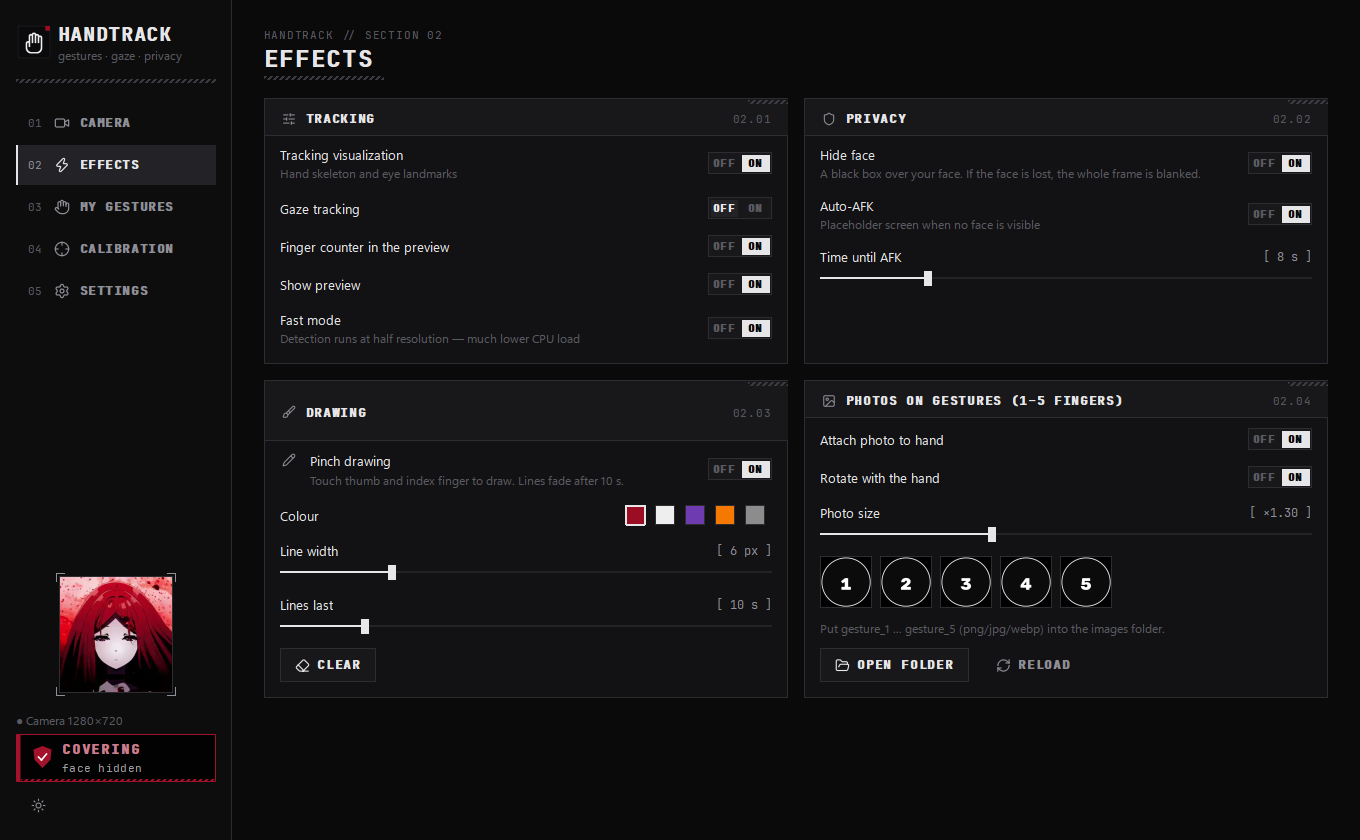 HANDTRACK
gestures · gaze · privacy
01 CAMERA
02 EFFECTS
03 MY GESTURES
04 CALIBRATION
05 SETTINGS
Camera 1280×720
COVERING
face hidden
HANDTRACK // SECTION 02
EFFECTS
TRACKING 02.01
Tracking visualization OFF ON
Hand skeleton and eye landmarks
Gaze tracking OFF ON
Finger counter in the preview OFF ON
Show preview OFF ON
Fast mode OFF ON
Detection runs at half resolution — much lower CPU load
PRIVACY 02.02
Hide face OFF ON
A black box over your face. If the face is lost, the whole frame is blanked.
Auto-AFK OFF ON
Placeholder screen when no face is visible
Time until AFK [ 8 s ]
DRAWING 02.03
Pinch drawing OFF ON
Touch thumb and index finger to draw. Lines fade after 10 s.
Colour
Line width [ 6 px ]
Lines last [ 10 s ]
CLEAR
PHOTOS ON GESTURES (1–5 FINGERS) 02.04
Attach photo to hand OFF ON
Rotate with the hand OFF ON
Photo size [ ×1.30 ]
1 2 3 4 5
Put gesture_1 … gesture_5 (png/jpg/webp) into the images folder.
OPEN FOLDER RELOAD